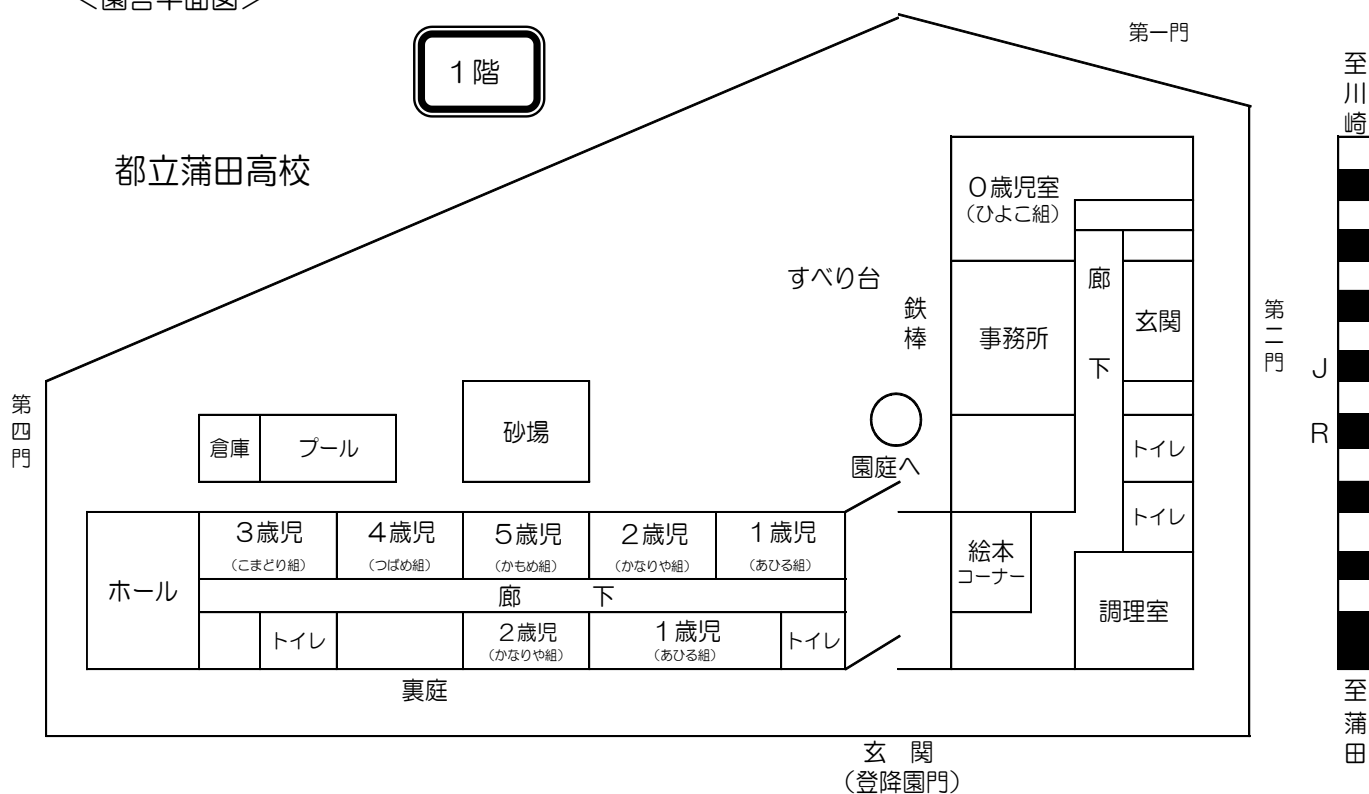 <園舎平面図>
1階
第一門
至川崎
都立蒲田高校
0歳児室
(ひよこ組)
すべり台
鉄棒
事務所
廊下
玄関
第二門
JR
第四門
倉庫
プール
砂場
園庭へ
トイレ
トイレ
ホール
3歳児
(こまどり組)
4歳児
(つばめ組)
5歳児
(かもめ組)
2歳児
(かなりや組)
1歳児
(あひる組)
絵本
コーナー
廊下
調理室
トイレ
2歳児
(かなりや組)
1歳児
(あひる組)
トイレ
裏庭
至蒲田
玄関
(登降園門)